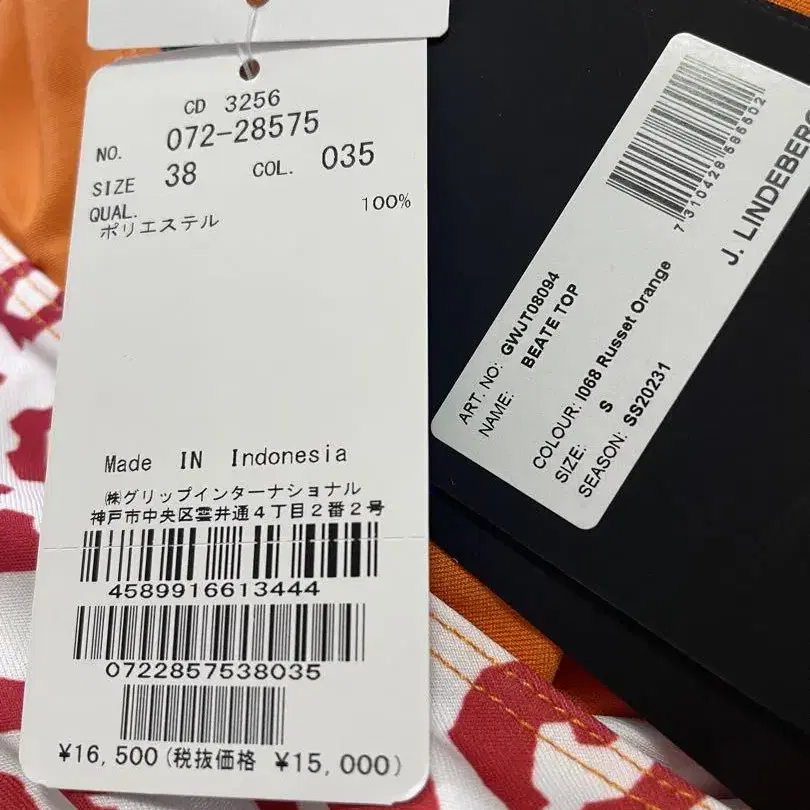 CD 3256
NO. 072-28575
SIZE 38 COL. 035
QUAL.
ポリエステル 100%
Made IN Indonesia
㈱グリップインターナショナル
神戸市中央区雲井通4丁目2番2号
4589916613444
0722857538035
¥16,500(税抜価格 ¥15,000)
7310428586502
J. LINDEBERG
ART. NO: GWJT08094
NAME: BEATE TOP
COLOUR: I068 Russet Orange
SIZE: S
SEASON: SS20231